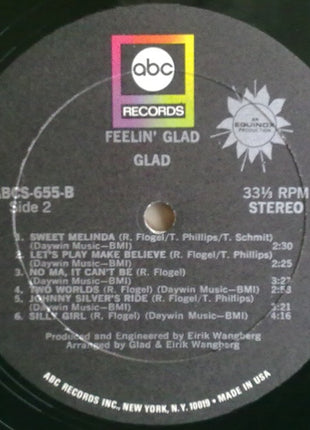 abc
RECORDS
FEELIN' GLAD
GLAD
AN
EQUINOX
PRODUCTION
ABCS-655-B
Side 2
33⅓ RPM
STEREO
1. SWEET MELINDA (R. Flogel/T. Phillips/T. Schmit)
(Daywin Music—BMI) 2:30
2. LET'S PLAY MAKE BELIEVE (R. Flogel/T. Phillips)
(Daywin Music—BMI) 2:25
3. NO MA, IT CAN'T BE (R. Flogel)
(Daywin Music—BMI)
4. TWO WORLDS (R. Flogel) (Daywin Music—BMI)
5. JOHNNY SILVER'S RIDE (R. Flogel/T. Phillips)
(Daywin Music—BMI) 3:21
6. SILLY GIRL (R. Flogel) (Daywin Music—BMI) 4:16
Produced and Engineered by Eirik Wangberg
Arranged by Glad & Eirik Wangberg
ABC RECORDS INC., NEW YORK, N.Y. 10019 • MADE IN USA